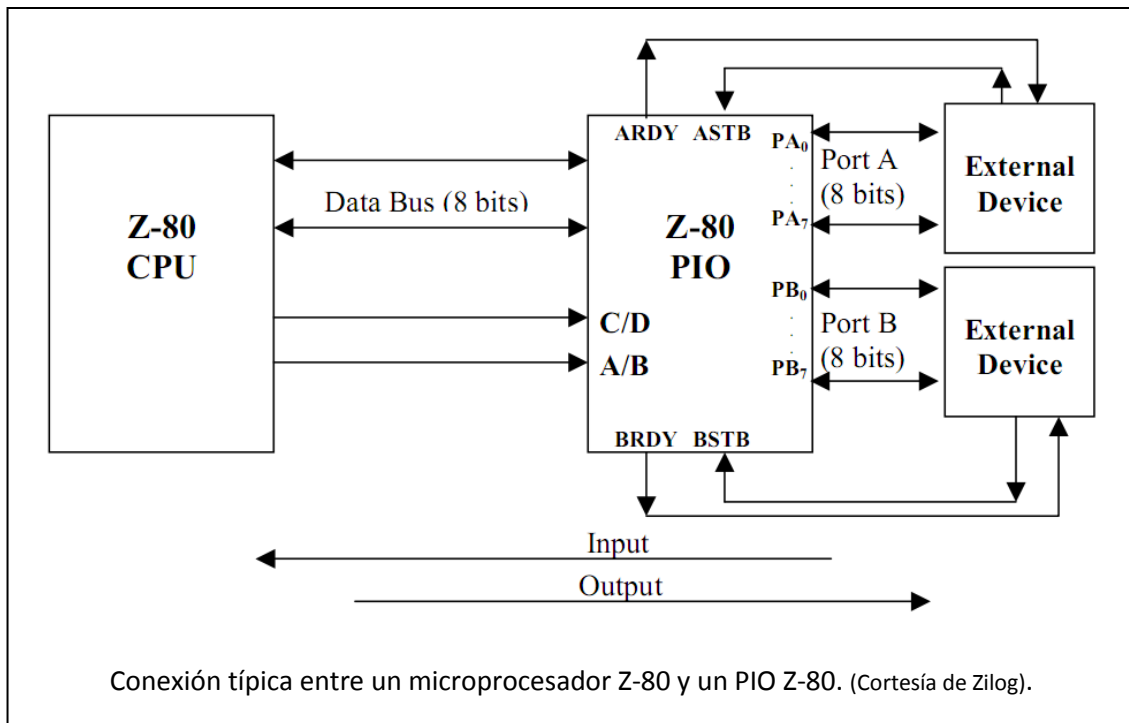 ARDY ASTB
PA0
Port A
(8 bits)
PA7
External
Device
Data Bus (8 bits)
Z-80
CPU
Z-80
PIO
PB0
Port B
(8 bits)
PB7
External
Device
C/D
A/B
BRDY BSTB
Input
Output
Conexión típica entre un microprocesador Z-80 y un PIO Z-80. (Cortesía de Zilog).